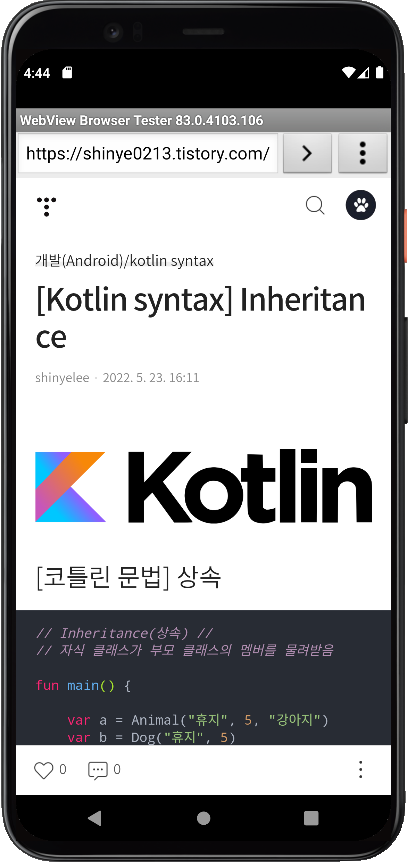 4:44
WebView Browser Tester 83.0.4103.106
https://shinye0213.tistory.com/
개발(Android)/kotlin syntax
[Kotlin syntax] Inheritan
ce
shinyelee · 2022. 5. 23. 16:11
Kotlin
[코틀린 문법] 상속
// Inheritance(상속) //
// 자식 클래스가 부모 클래스의 멤버를 물려받음
fun main() {
var a = Animal("휴지", 5, "강아지")
var b = Dog("휴지", 5)
0 0